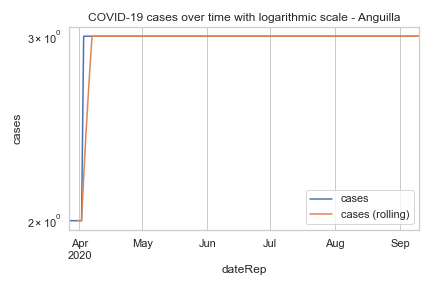 COVID-19 cases over time with logarithmic scale - Anguilla
3 × 10⁰
2 × 10⁰
cases
cases
cases (rolling)
Apr May Jun Jul Aug Sep
2020
dateRep